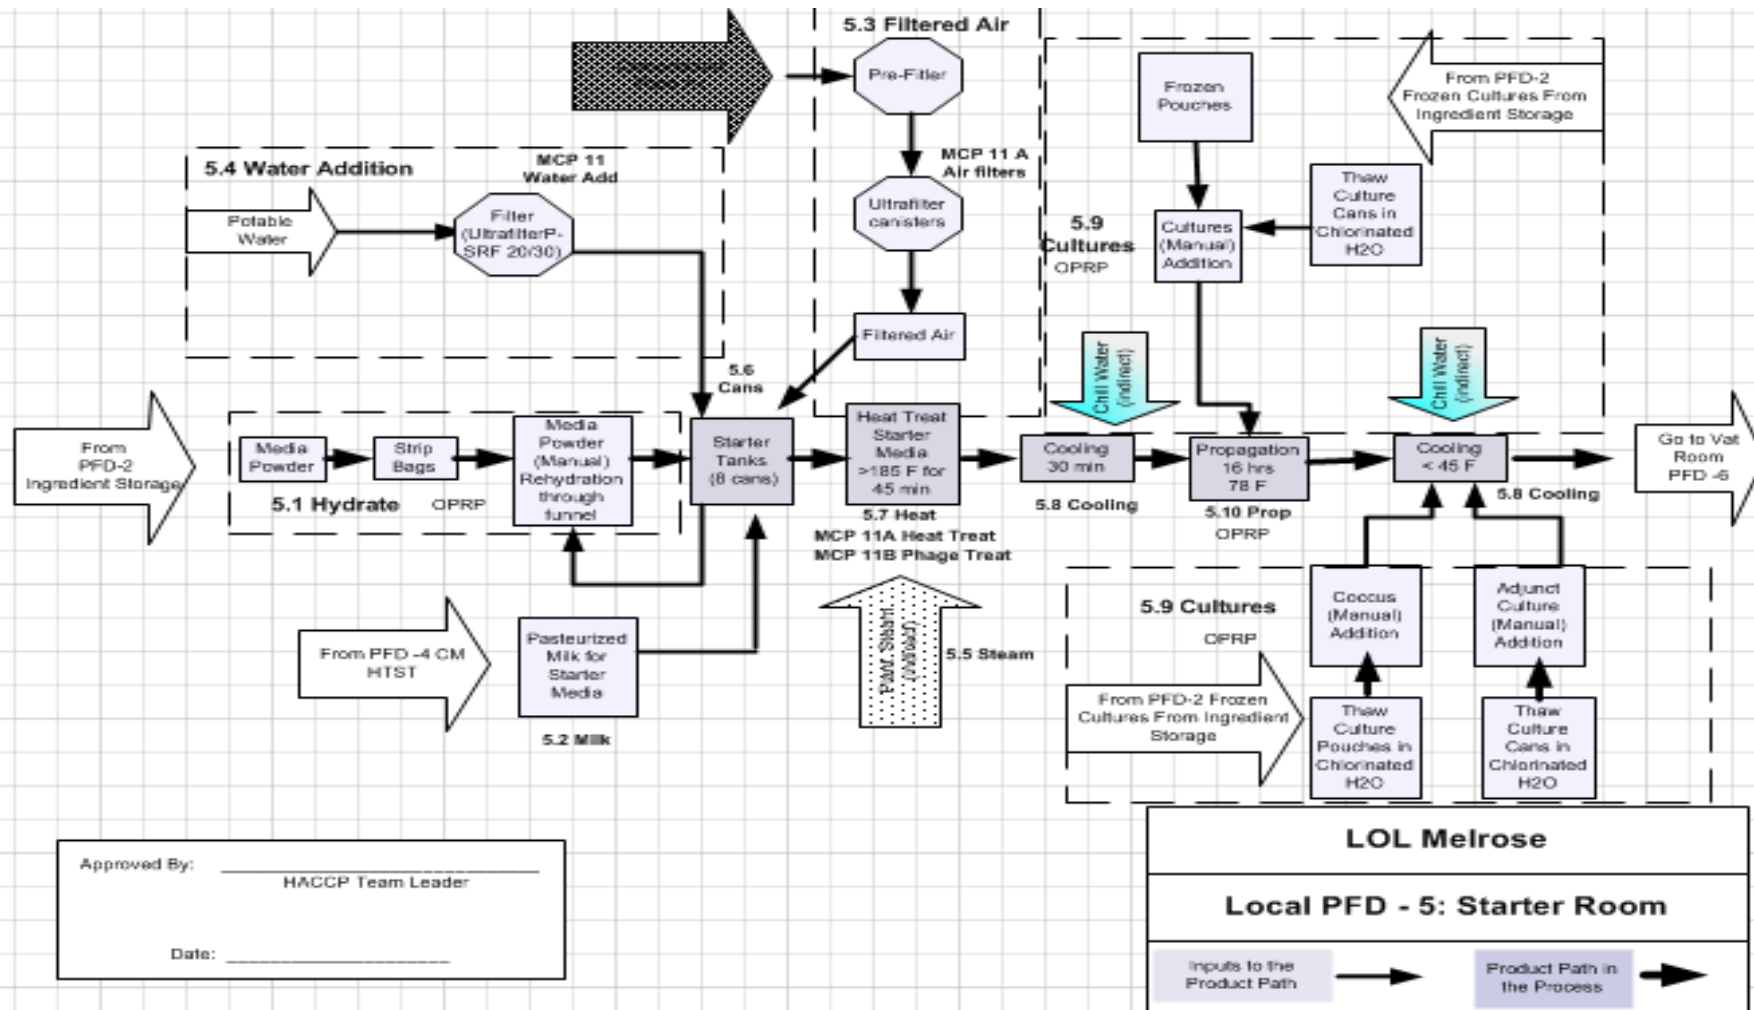 5.3 Filtered Air
Pre-Filter
MCP 11 A
Air filters
Ultrafilter
canisters
Filtered Air
5.4 Water Addition
MCP 11
Water Add
Potable
Water
Filter
(UltrafilterP-
SRF 20/30)
Frozen
Pouches
From PFD-2
Frozen Cultures From
Ingredient Storage
Thaw
Culture
Cans in
Chlorinated
H2O
5.9
Cultures
OPRP
Cultures
(Manual)
Addition
Chill Water
(indirect)
Chill Water
(indirect)
From
PFD-2
Ingredient Storage
Media
Powder
Strip
Bags
Media
Powder
(Manual)
Rehydration
through
funnel
5.1 Hydrate
OPRP
5.6
Cans
Starter
Tanks
(8 cans)
Heat Treat
Starter
Media
>185 F for
45 min
5.7 Heat
MCP 11A Heat Treat
MCP 11B Phage Treat
Cooling
30 min
5.8 Cooling
Propagation
16 hrs
78 F
5.10 Prop
OPRP
Cooling
< 45 F
5.8 Cooling
Go to Vat
Room
PFD -6
From PFD -4 CM
HTST
Pasteurized
Milk for
Starter
Media
5.2 Milk
5.5 Steam
5.9 Cultures
OPRP
Coccus
(Manual)
Addition
Adjunct
Culture
(Manual)
Addition
From PFD-2 Frozen
Cultures From Ingredient
Storage
Thaw
Culture
Pouches in
Chlorinated
H2O
Thaw
Culture
Cans in
Chlorinated
H2O
Approved By:
HACCP Team Leader
Date:
LOL Melrose
Local PFD - 5: Starter Room
Inputs to the
Product Path
Product Path in
the Process